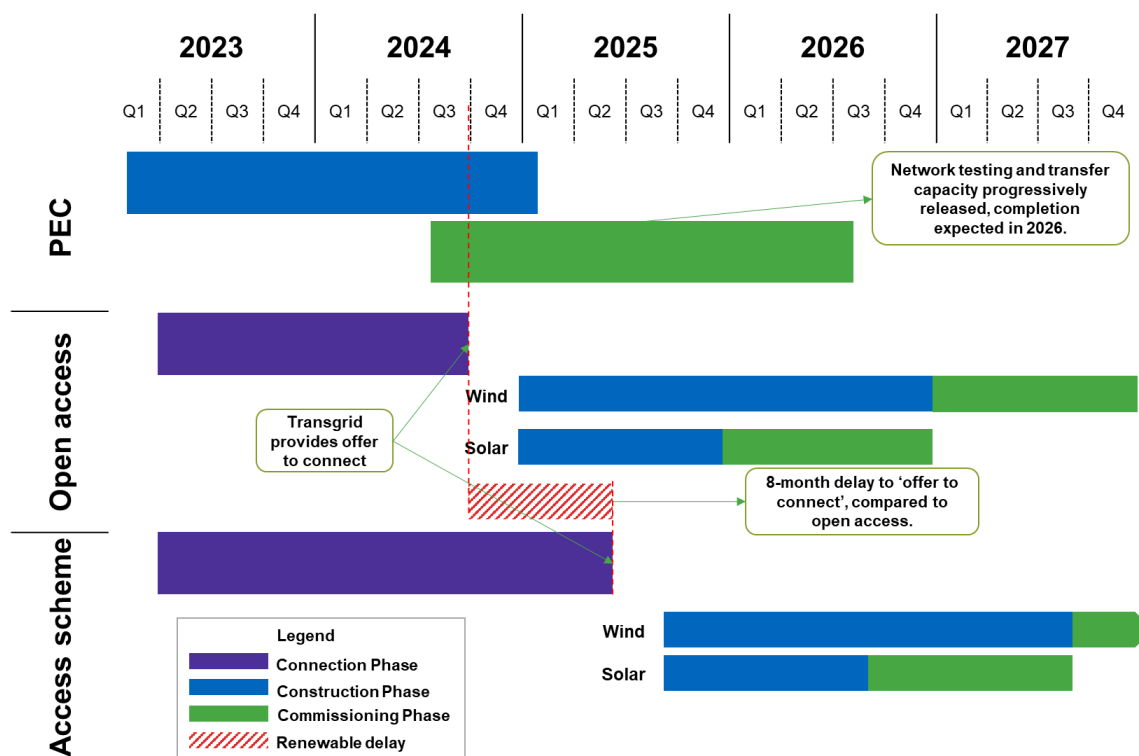 2023 2024 2025 2026 2027
Q1 Q2 Q3 Q4 Q1 Q2 Q3 Q4 Q1 Q2 Q3 Q4 Q1 Q2 Q3 Q4 Q1 Q2 Q3 Q4
PEC
Network testing and transfer
capacity progressively
released, completion
expected in 2026.
Open access
Wind
Solar
Transgrid
provides offer
to connect
8-month delay to ‘offer to
connect’, compared to
open access.
Access scheme
Wind
Solar
Legend
Connection Phase
Construction Phase
Commissioning Phase
Renewable delay